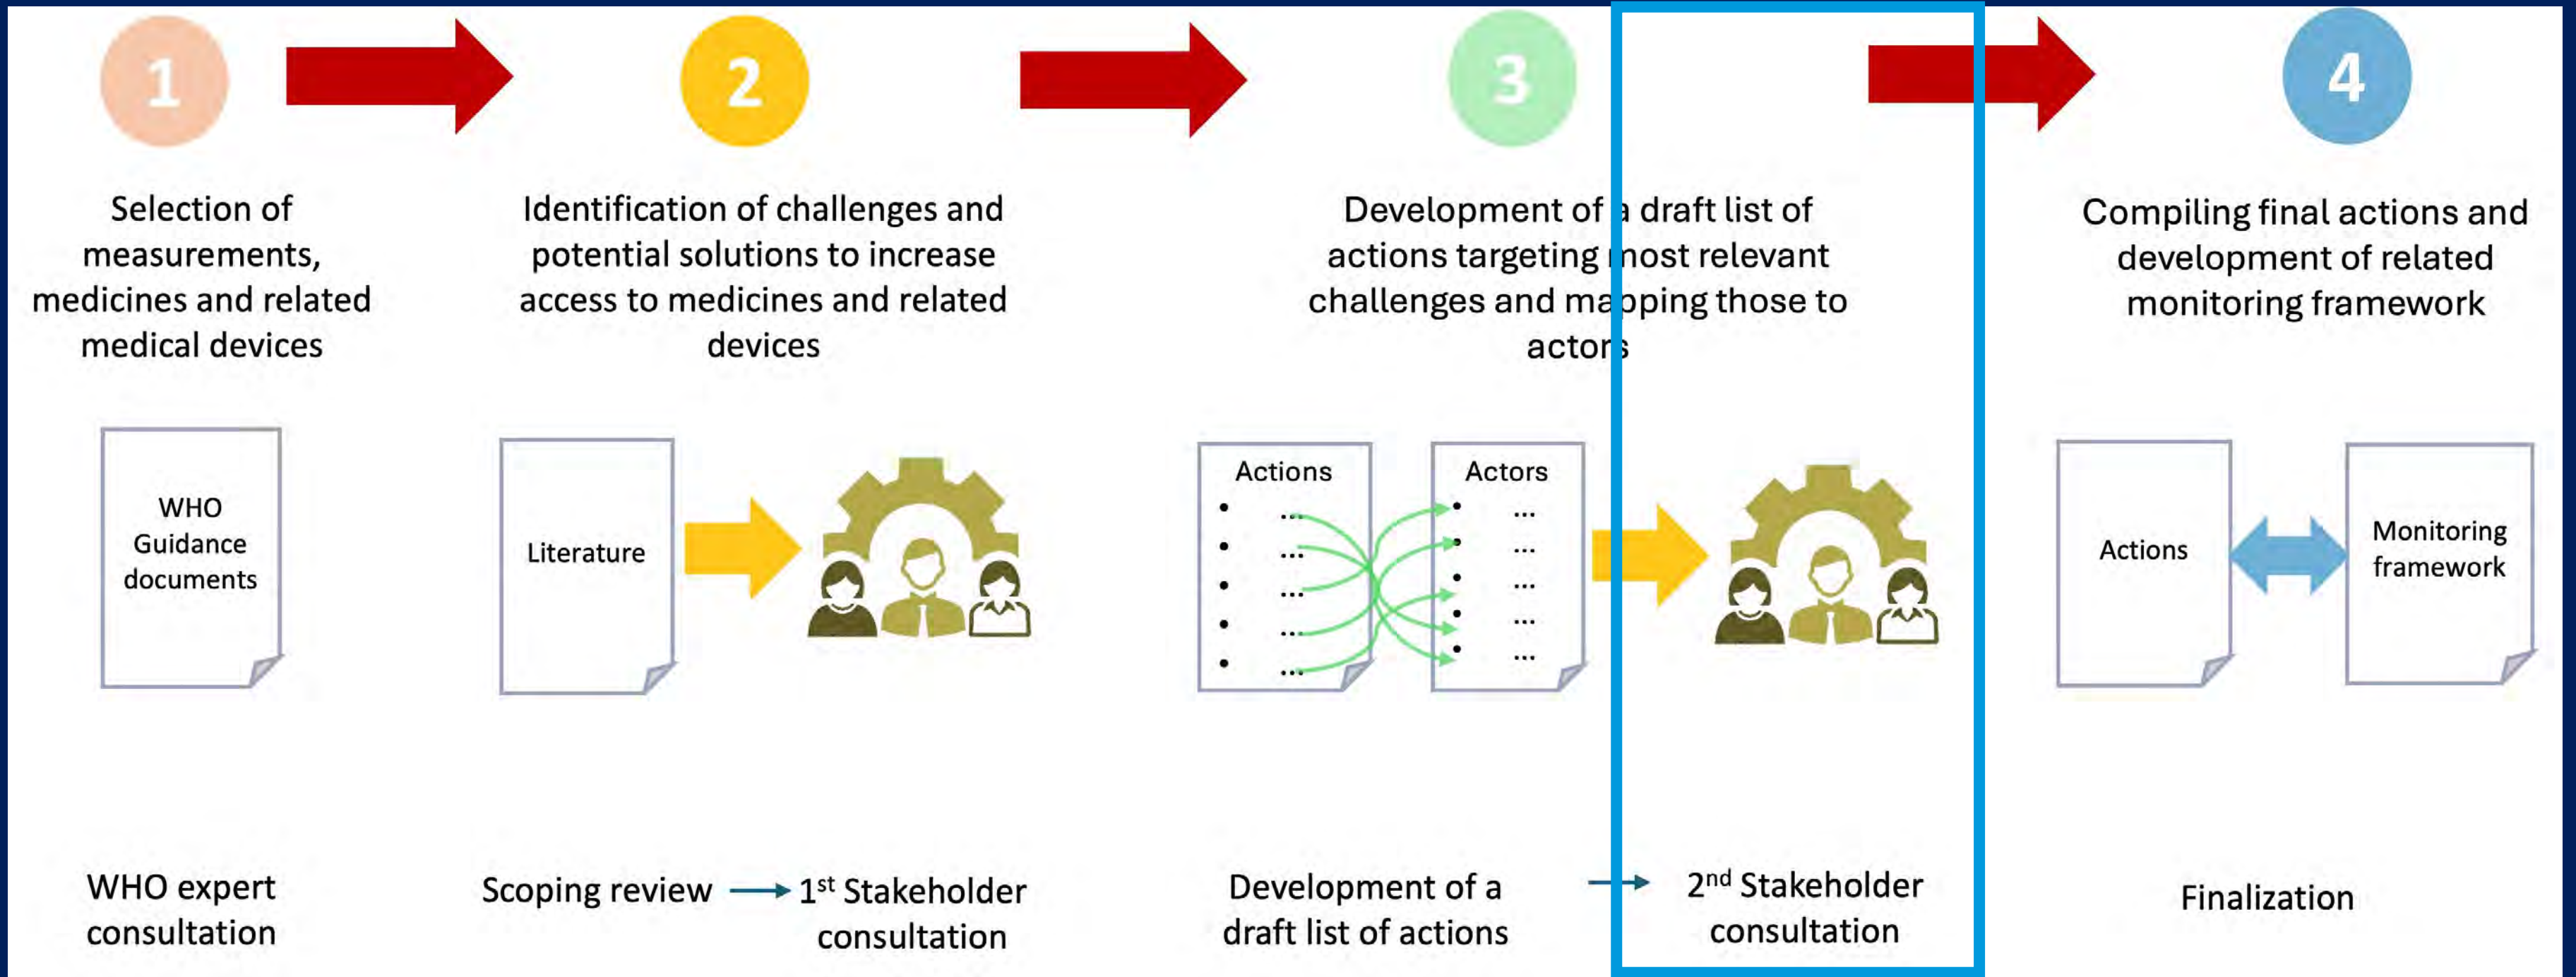 1
2
3
4
Selection of
measurements,
medicines and related
medical devices
Identification of challenges and
potential solutions to increase
access to medicines and related
devices
Development of a draft list of
actions targeting most relevant
challenges and mapping those to
actors
Compiling final actions and
development of related
monitoring framework
WHO
Guidance
documents
Literature
Actions
• ...
• ...
• ...
• ...
• ...
Actors
• ...
• ...
• ...
• ...
• ...
Actions
Monitoring
framework
WHO expert
consultation
Scoping review
1st Stakeholder
consultation
Development of a
draft list of actions
2nd Stakeholder
consultation
Finalization